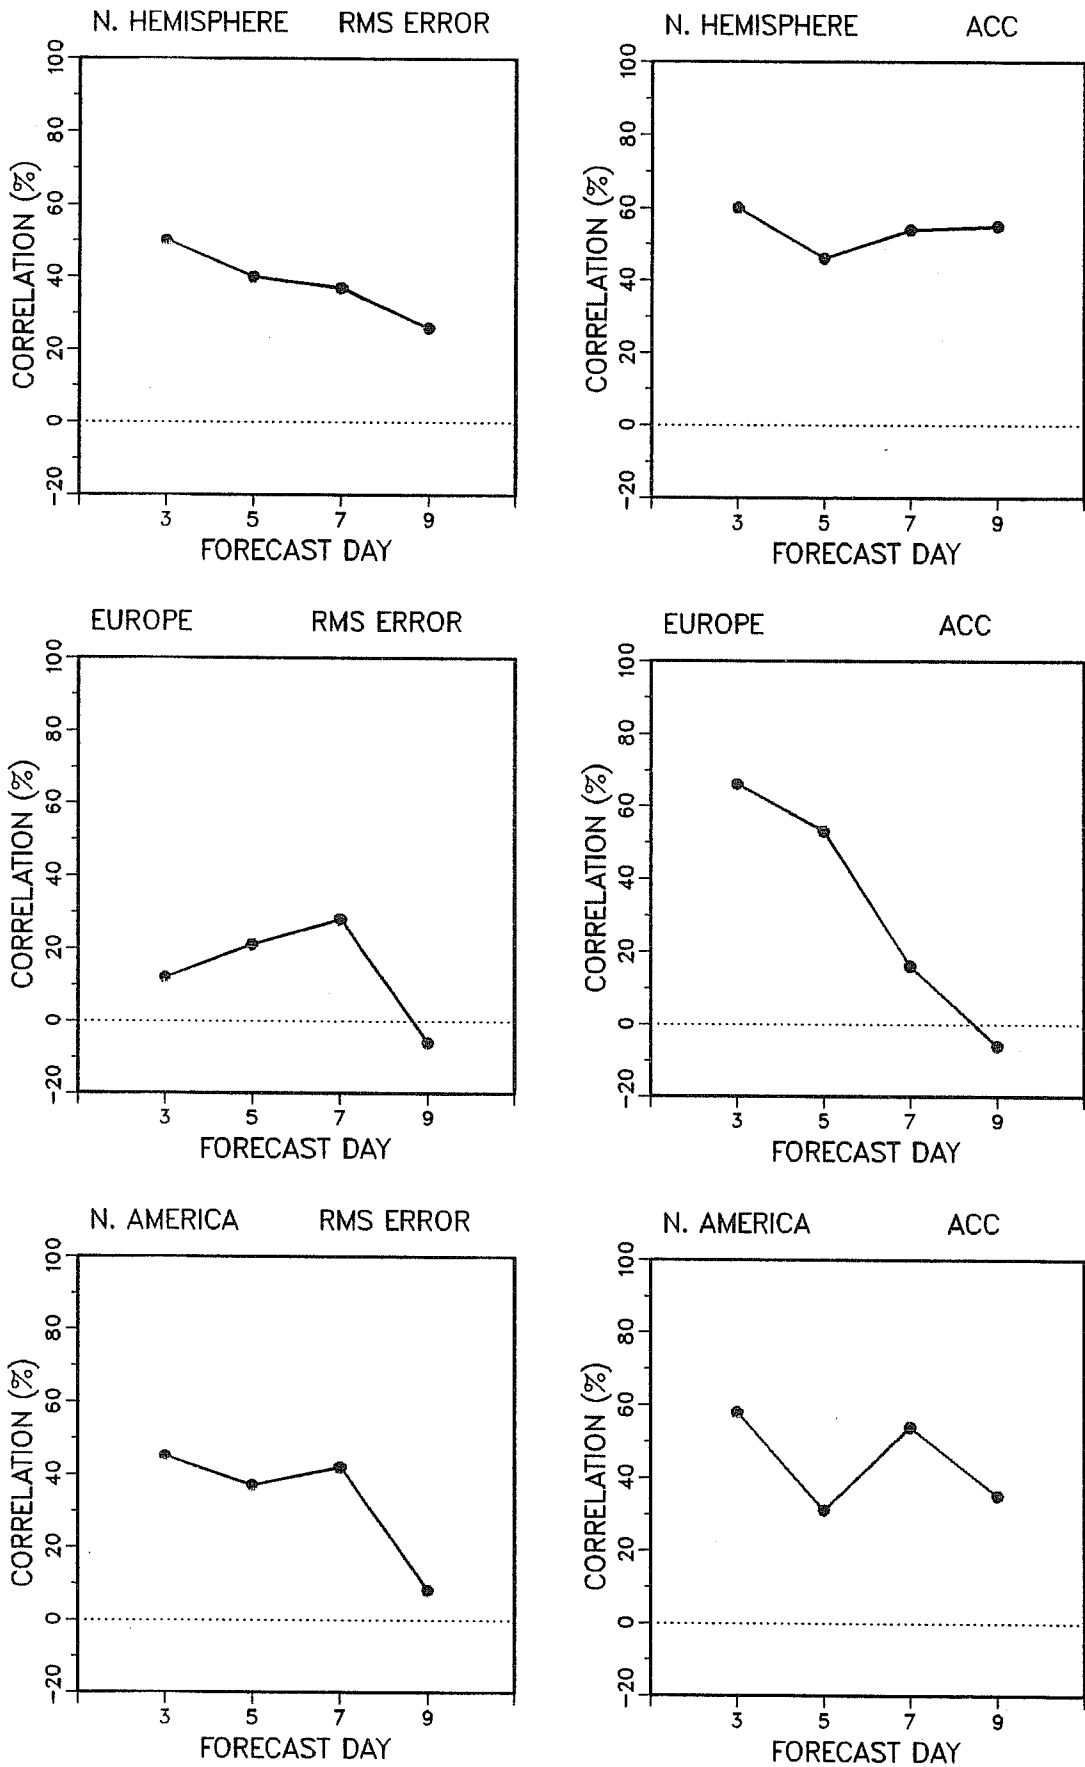 N. HEMISPHERE RMS ERROR
100
80
60
40
20
0
-20
CORRELATION (%)
3 5 7 9
FORECAST DAY
N. HEMISPHERE ACC
100
80
60
40
20
0
-20
CORRELATION (%)
3 5 7 9
FORECAST DAY
EUROPE RMS ERROR
100
80
60
40
20
0
-20
CORRELATION (%)
3 5 7 9
FORECAST DAY
EUROPE ACC
100
80
60
40
20
0
-20
CORRELATION (%)
3 5 7 9
FORECAST DAY
N. AMERICA RMS ERROR
100
80
60
40
20
0
-20
CORRELATION (%)
3 5 7 9
FORECAST DAY
N. AMERICA ACC
100
80
60
40
20
0
-20
CORRELATION (%)
3 5 7 9
FORECAST DAY